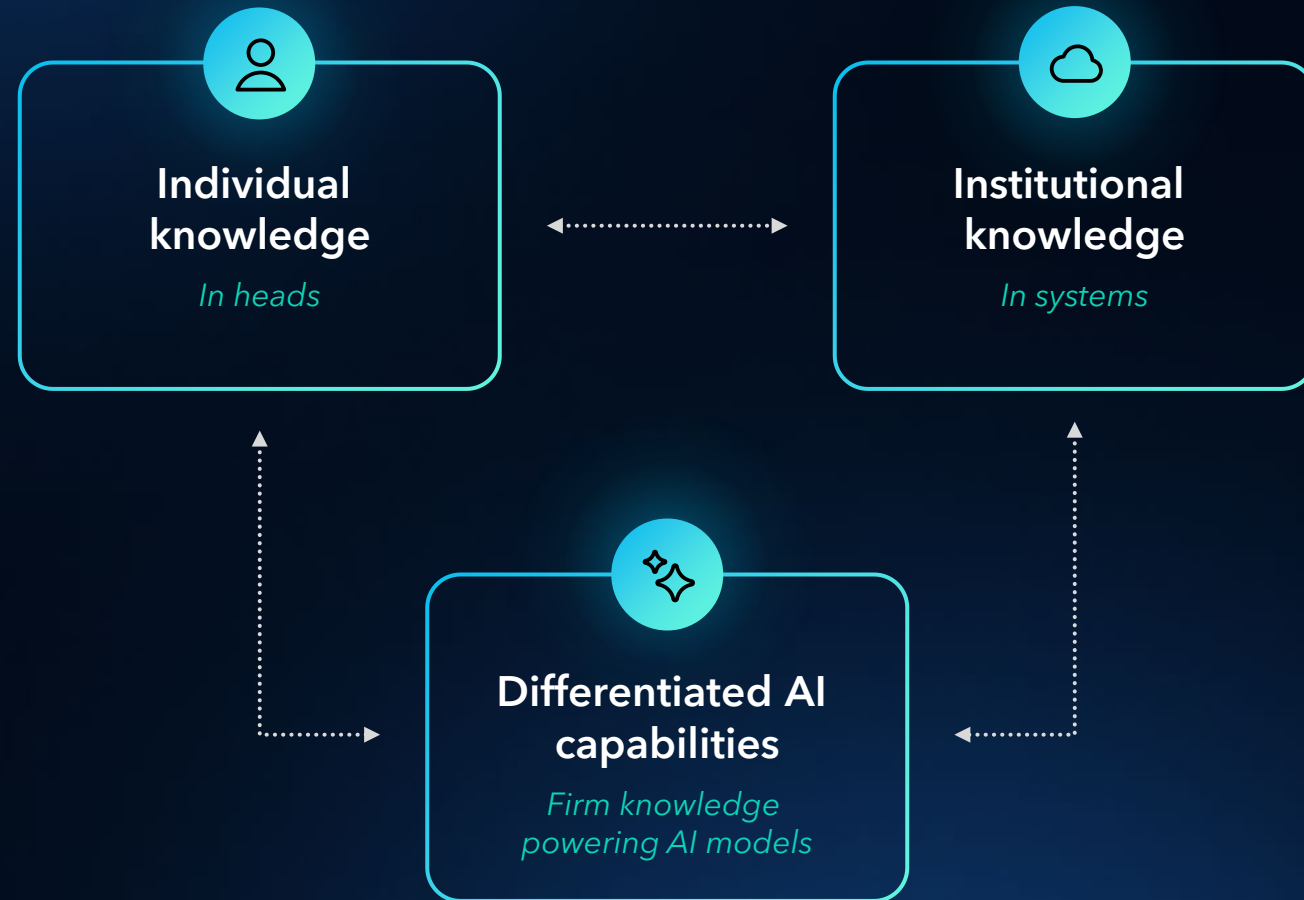 Individual
knowledge
In heads
Institutional
knowledge
In systems
Differentiated AI
capabilities
Firm knowledge
powering AI models